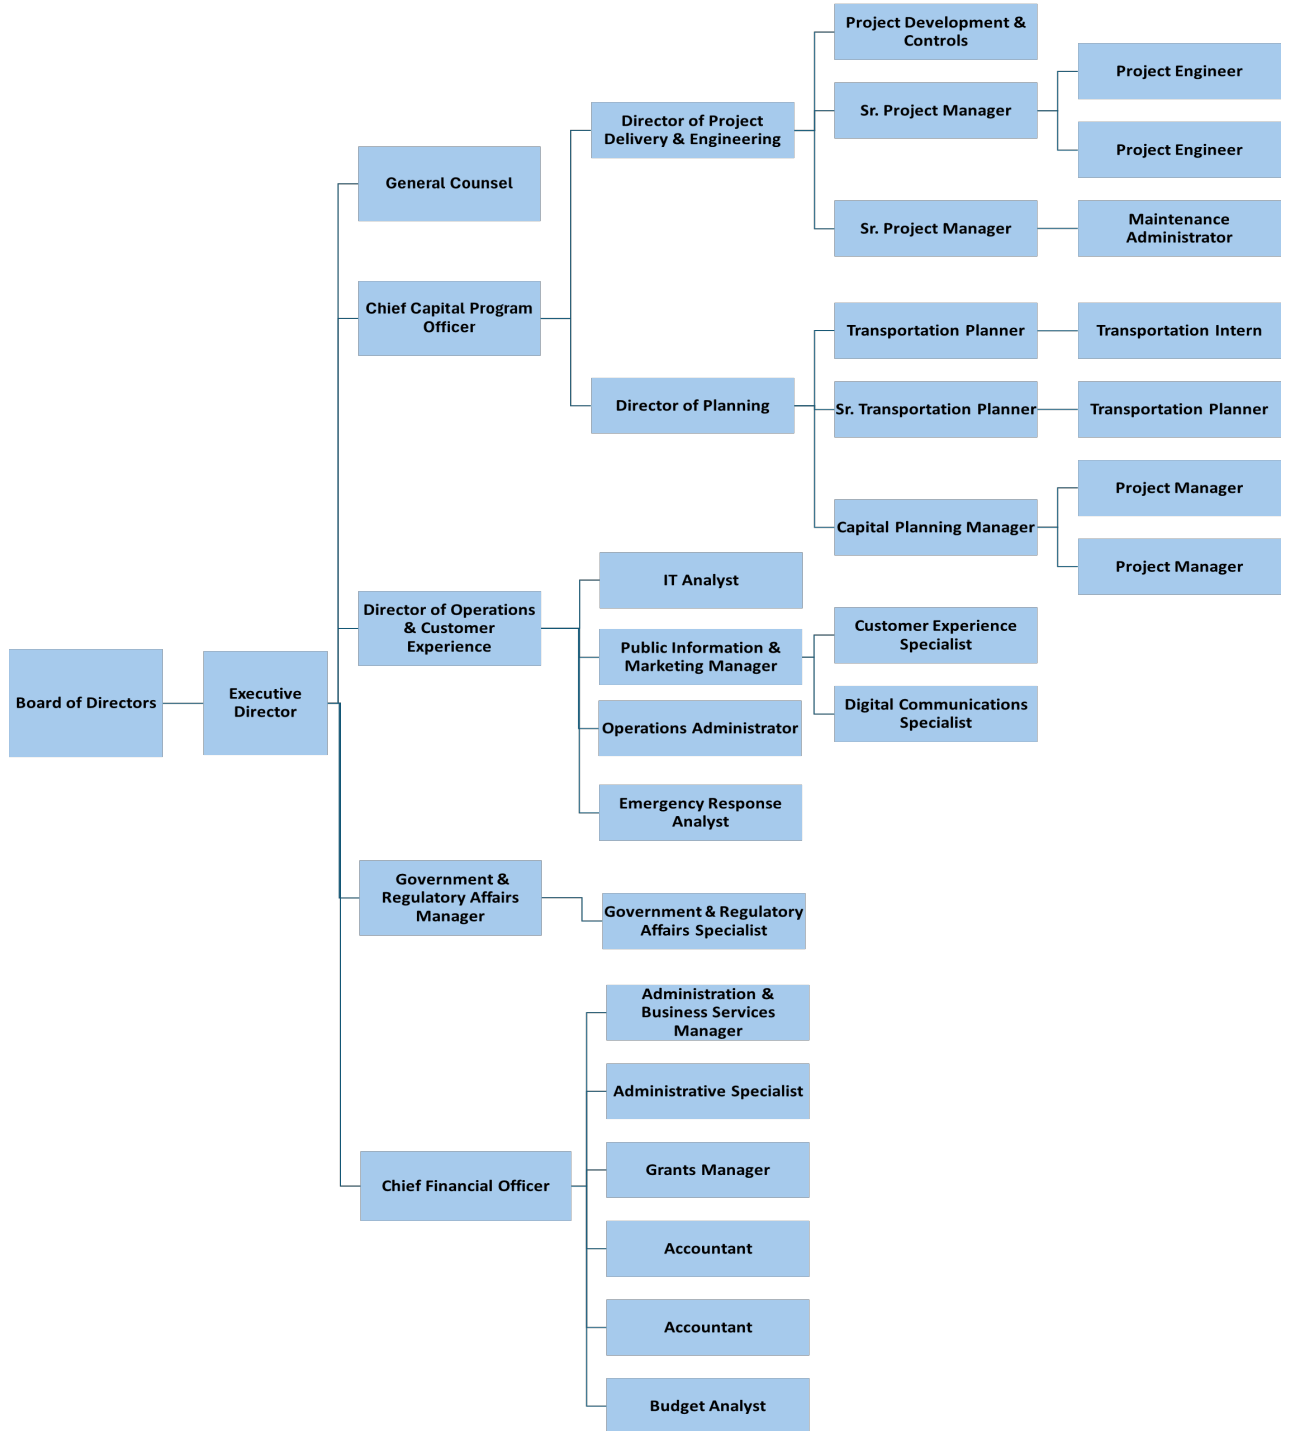 Board of Directors
Executive
Director
General Counsel
Chief Capital Program
Officer
Director of Project
Delivery & Engineering
Project Development &
Controls
Sr. Project Manager
Project Engineer
Project Engineer
Sr. Project Manager
Maintenance
Administrator
Director of Planning
Transportation Planner
Transportation Intern
Sr. Transportation Planner
Transportation Planner
Capital Planning Manager
Project Manager
Project Manager
Director of Operations
& Customer
Experience
IT Analyst
Public Information &
Marketing Manager
Customer Experience
Specialist
Digital Communications
Specialist
Operations Administrator
Emergency Response
Analyst
Government &
Regulatory Affairs
Manager
Government & Regulatory
Affairs Specialist
Chief Financial Officer
Administration &
Business Services
Manager
Administrative Specialist
Grants Manager
Accountant
Accountant
Budget Analyst